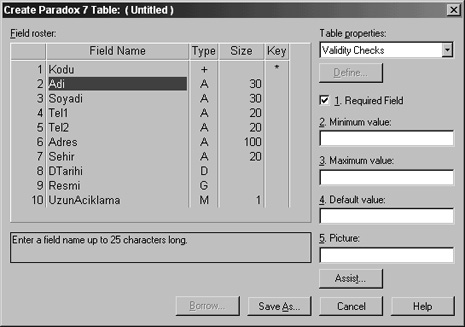 Create Paradox 7 Table: ( Untitled )
Field roster:
Field Name Type Size Key
1 Kodu + *
2 Adi A 30
3 Soyadi A 30
4 Tel1 A 20
5 Tel2 A 20
6 Adres A 100
7 Sehir A 20
8 DTarihi D
9 Resmi G
10 UzunAciklama M 1
Enter a field name up to 25 characters long.
Table properties:
Validity Checks
Define...
1. Required Field
2. Minimum value:
3. Maximum value:
4. Default value:
5. Picture:
Assist...
Borrow... Save As... Cancel Help